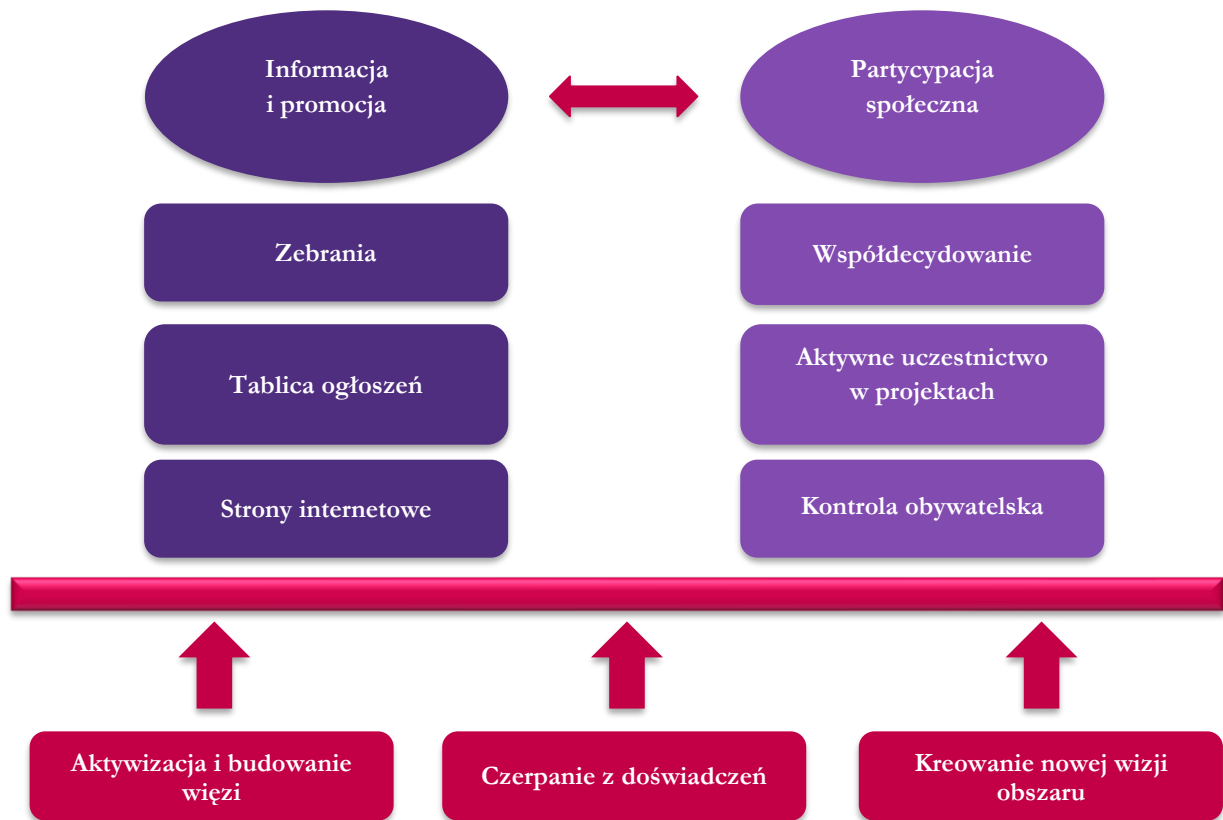 Informacja
i promocja
Partycypacja
społeczna
Zebrania
Współdecydowanie
Tablica ogłoszeń
Aktywne uczestnictwo
w projektach
Strony internetowe
Kontrola obywatelska
Aktywizacja i budowanie
więzi
Czerpanie z doświadczeń
Kreowanie nowej wizji
obszaru